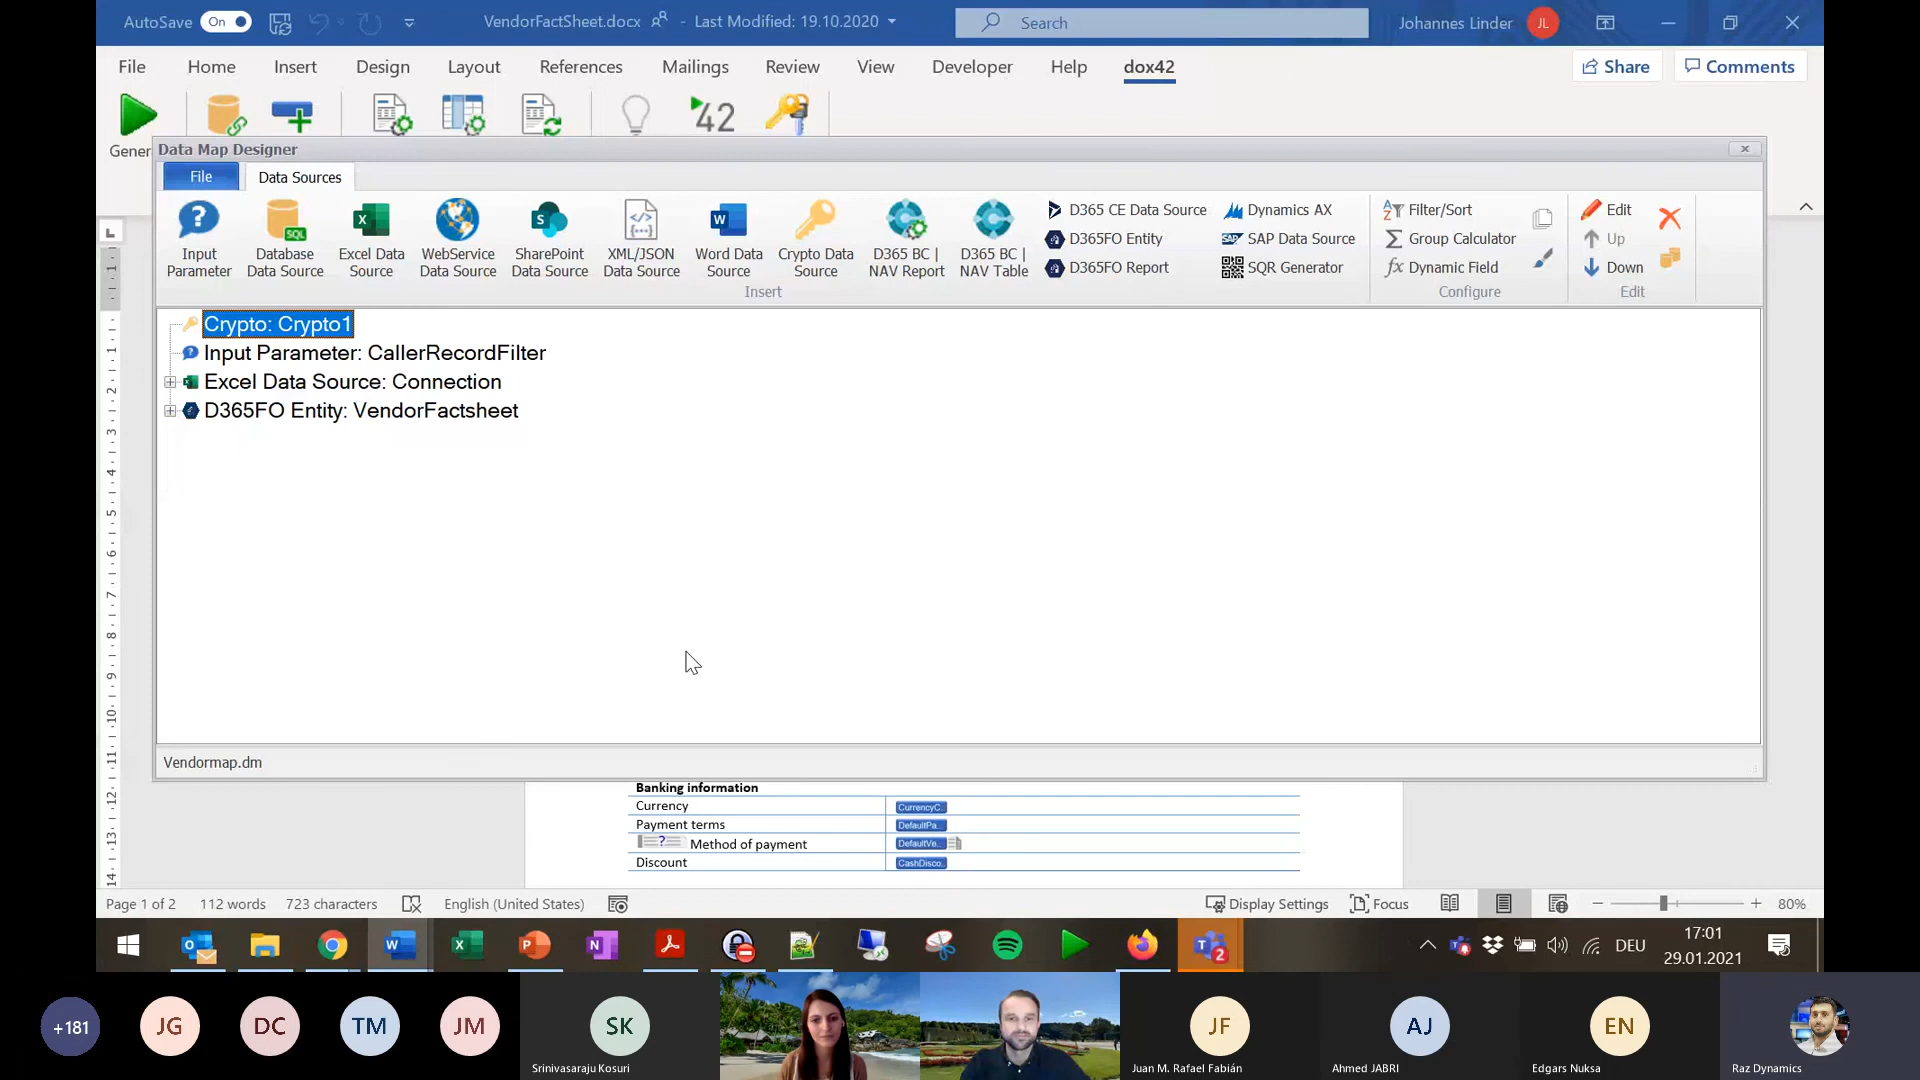 AutoSave On VendorFactSheet.docx - Last Modified: 19.10.2020 Search Johannes Linder JL
File Home Insert Design Layout References Mailings Review View Developer Help dox42 Share Comments
42
Gener
Data Map Designer
File Data Sources
Input Parameter
Database Data Source
SQL
Excel Data Source
WebService Data Source
SharePoint Data Source
XML/JSON Data Source
Word Data Source
Crypto Data Source
D365 BC | NAV Report
D365 BC | NAV Table
D365 CE Data Source
D365FO Entity
D365FO Report
Dynamics AX
SAP Data Source
SQR Generator
Insert
Filter/Sort
Group Calculator
Dynamic Field
Configure
Edit
Up
Down
Edit
Crypto: Crypto1
Input Parameter: CallerRecordFilter
Excel Data Source: Connection
D365FO Entity: VendorFactsheet
Vendormap.dm
Banking information
Currency CurrencyC..
Payment terms DefaultPa..
Method of payment DefaultVe..
Discount CashDisco..
Page 1 of 2 112 words 723 characters English (United States) Display Settings Focus 80%
DEU
17:01
29.01.2021
+181 JG DC TM JM SK JF AJ EN
Srinivasaraju Kosuri Juan M. Rafael Fabián Ahmed JABRI Edgars Nuksa Raz Dynamics